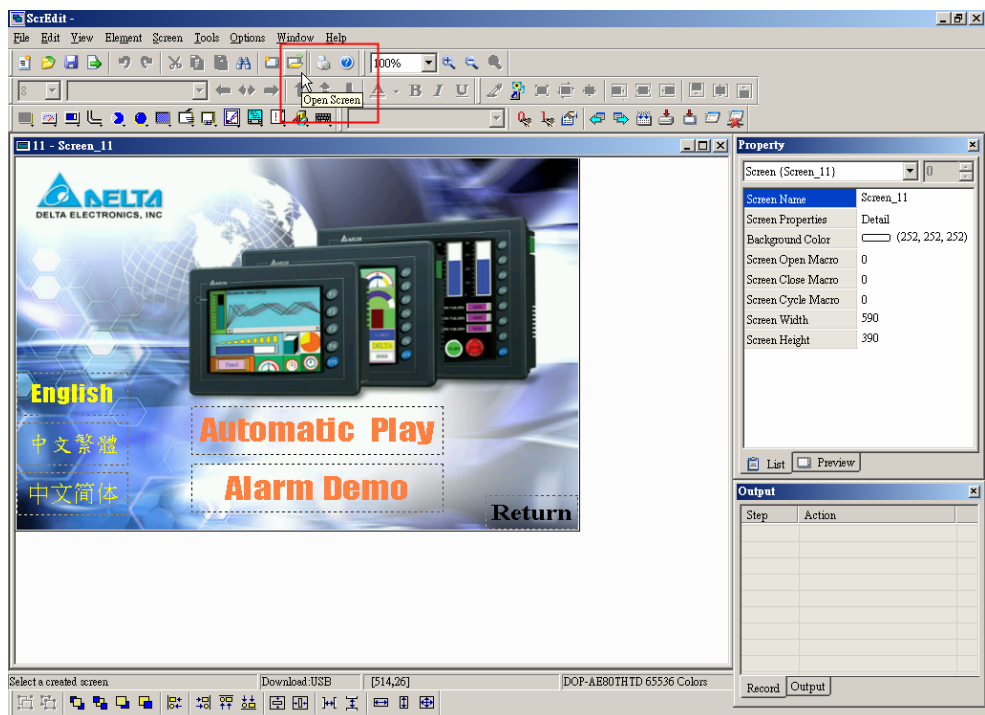 ScrEdit -
File Edit View Element Screen Tools Options Window Help
100%
8
A B I U
Open Screen
11 - Screen_11
DELTA
DELTA ELECTRONICS, INC
English
中文繁體
中文简体
Automatic Play
Alarm Demo
Return
Property
Screen {Screen_11} 0
Screen Name Screen_11
Screen Properties Detail
Background Color (252, 252, 252)
Screen Open Macro 0
Screen Close Macro 0
Screen Cycle Macro 0
Screen Width 590
Screen Height 390
List Preview
Output
Step Action
Record Output
Select a created screen Download:USB [514,26] DOP-AE80THTD 65536 Colors